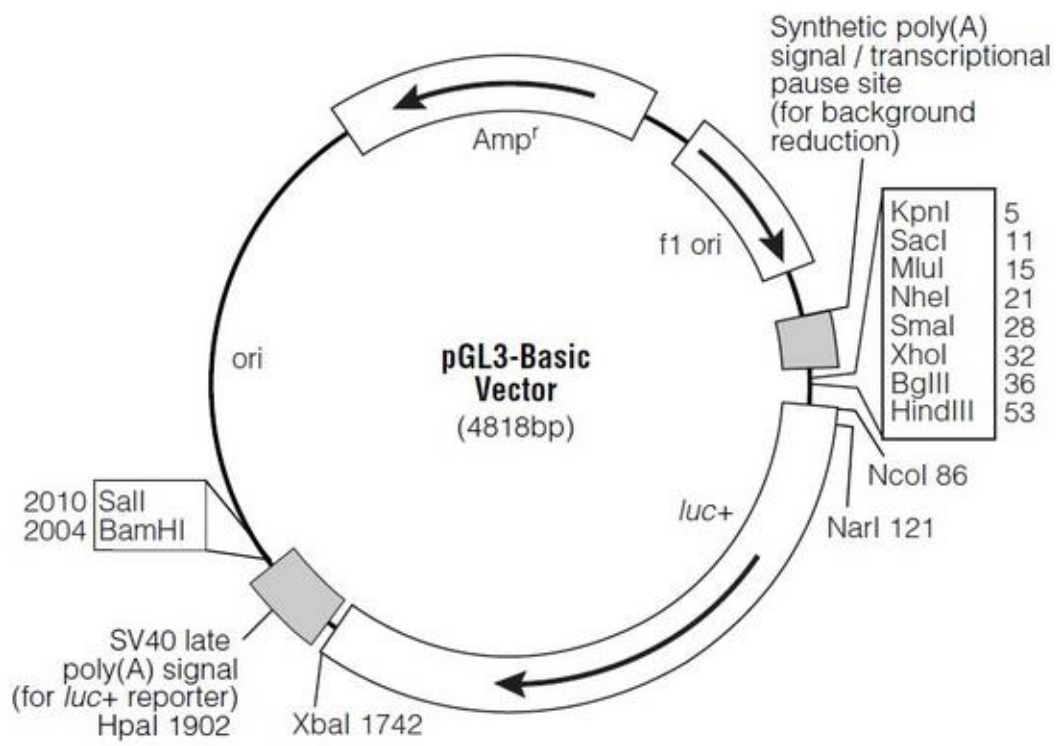 Synthetic poly(A)
signal / transcriptional
pause site
(for background
reduction)
Ampʳ
f1 ori
KpnI 5
SacI 11
MluI 15
NheI 21
SmaI 28
XhoI 32
BglII 36
HindIII 53
ori
pGL3-Basic
Vector
(4818bp)
NcoI 86
NarI 121
luc+
2010 SalI
2004 BamHI
SV40 late
poly(A) signal
(for luc+ reporter)
HpaI 1902
XbaI 1742